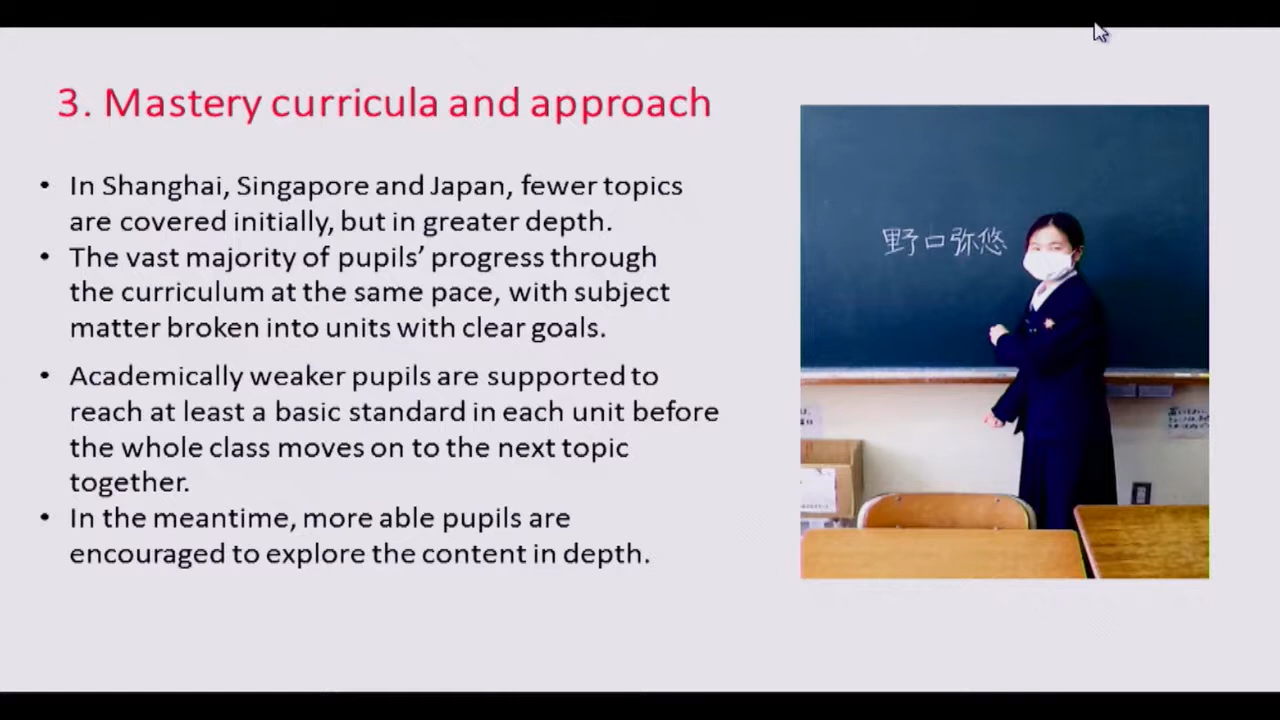 3. Mastery curricula and approach
• In Shanghai, Singapore and Japan, fewer topics
are covered initially, but in greater depth.
• The vast majority of pupils’ progress through
the curriculum at the same pace, with subject
matter broken into units with clear goals.
• Academically weaker pupils are supported to
reach at least a basic standard in each unit before
the whole class moves on to the next topic
together.
• In the meantime, more able pupils are
encouraged to explore the content in depth.
野口弥悠